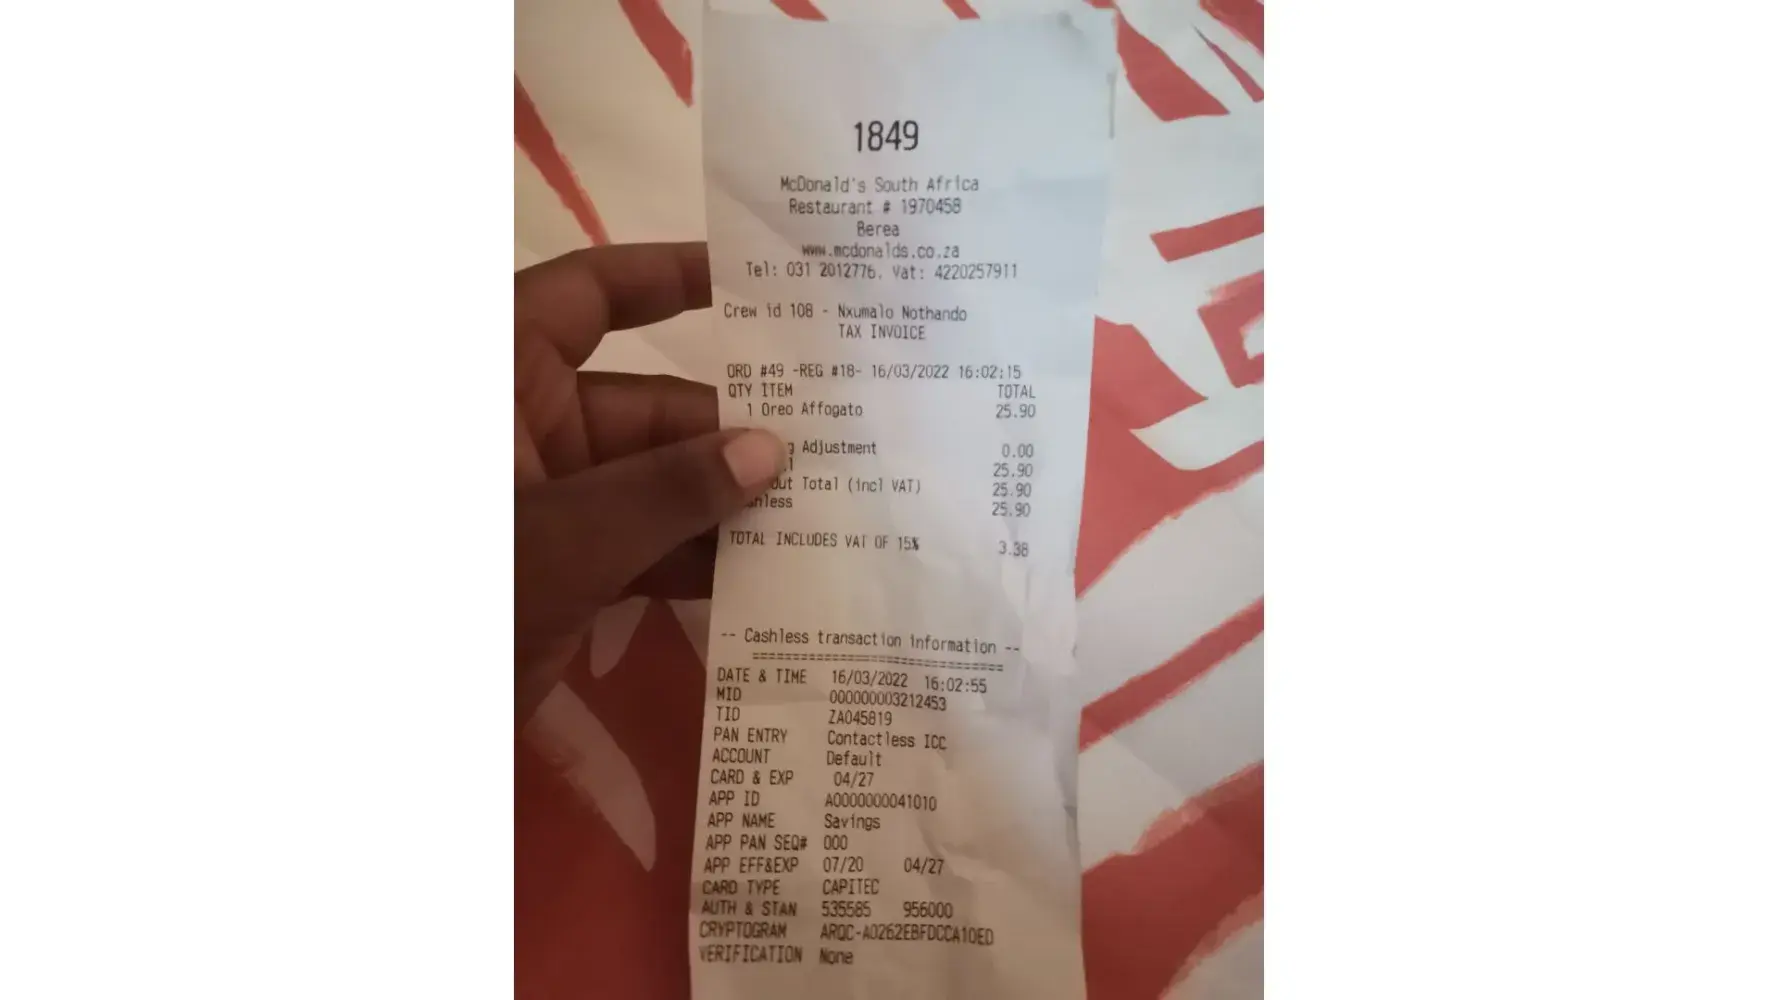 1849
McDonald's South Africa
Restaurant # 1970458
Berea
www.mcdonalds.co.za
Tel: 031 2012776. Vat: 4220257911
Crew id 108 - Nxumalo Nothando
TAX INVOICE
ORD #49 -REG #18- 16/03/2022 16:02:15
QTY ITEM TOTAL
1 Oreo Affogato 25.90
Adjustment 0.00
25.90
Total (incl VAT) 25.90
25.90
TOTAL INCLUDES VAT OF 15% 3.38
-- Cashless transaction information --
==============================
DATE & TIME 16/03/2022 16:02:55
MID 000000003212453
TID ZA045819
PAN ENTRY Contactless ICC
ACCOUNT Default
CARD & EXP 04/27
APP ID A0000000041010
APP NAME Savings
APP PAN SEQ# 000
APP EFF&EXP 07/20 04/27
CARD TYPE CAPITEC
AUTH & STAN 535585 956000
CRYPTOGRAM ARQC-A0262EBFDCCA10ED
VERIFICATION None